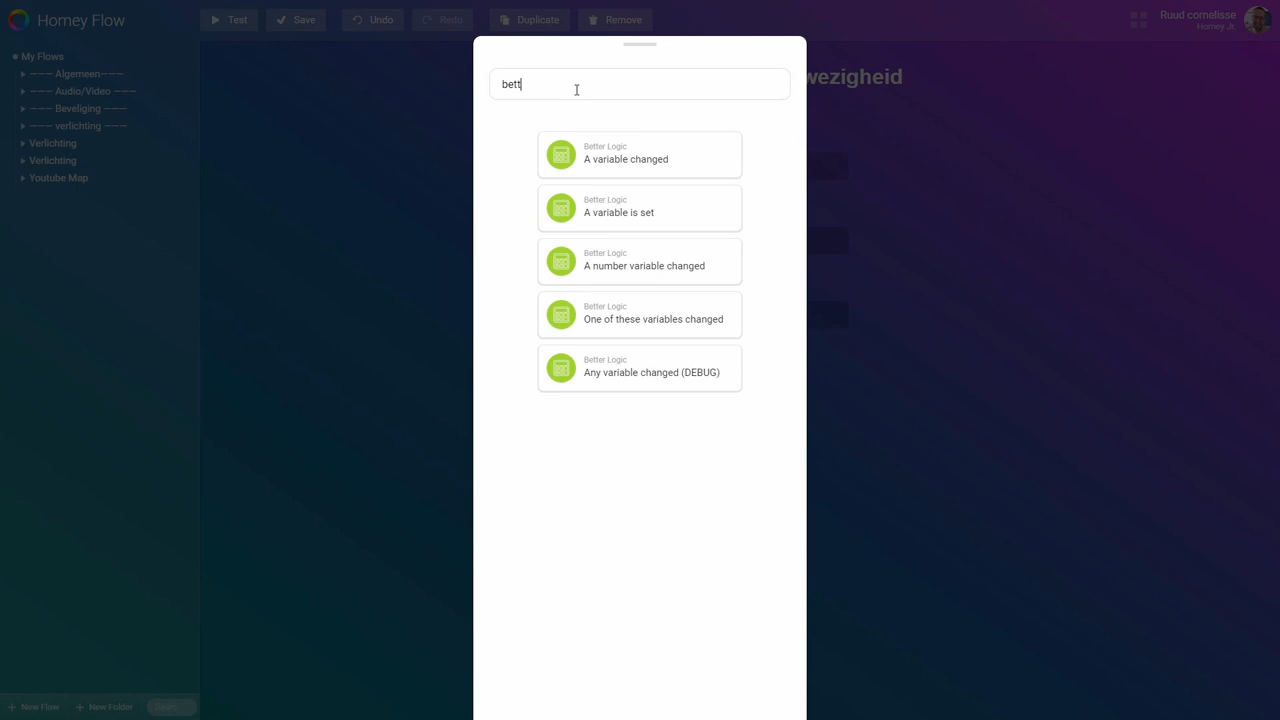 Homey Flow
Test
Save
Undo
Redo
Duplicate
Remove
Ruud cornelisse
Homey Jr.
My Flows
——— Algemeen———
——— Audio/Video ———
——— Beveliging ———
——— verlichting ———
Verlichting
Verlichting
Youtube Map
wezigheid
bett
Better Logic
A variable changed
Better Logic
A variable is set
Better Logic
A number variable changed
Better Logic
One of these variables changed
Better Logic
Any variable changed (DEBUG)
New Flow
New Folder